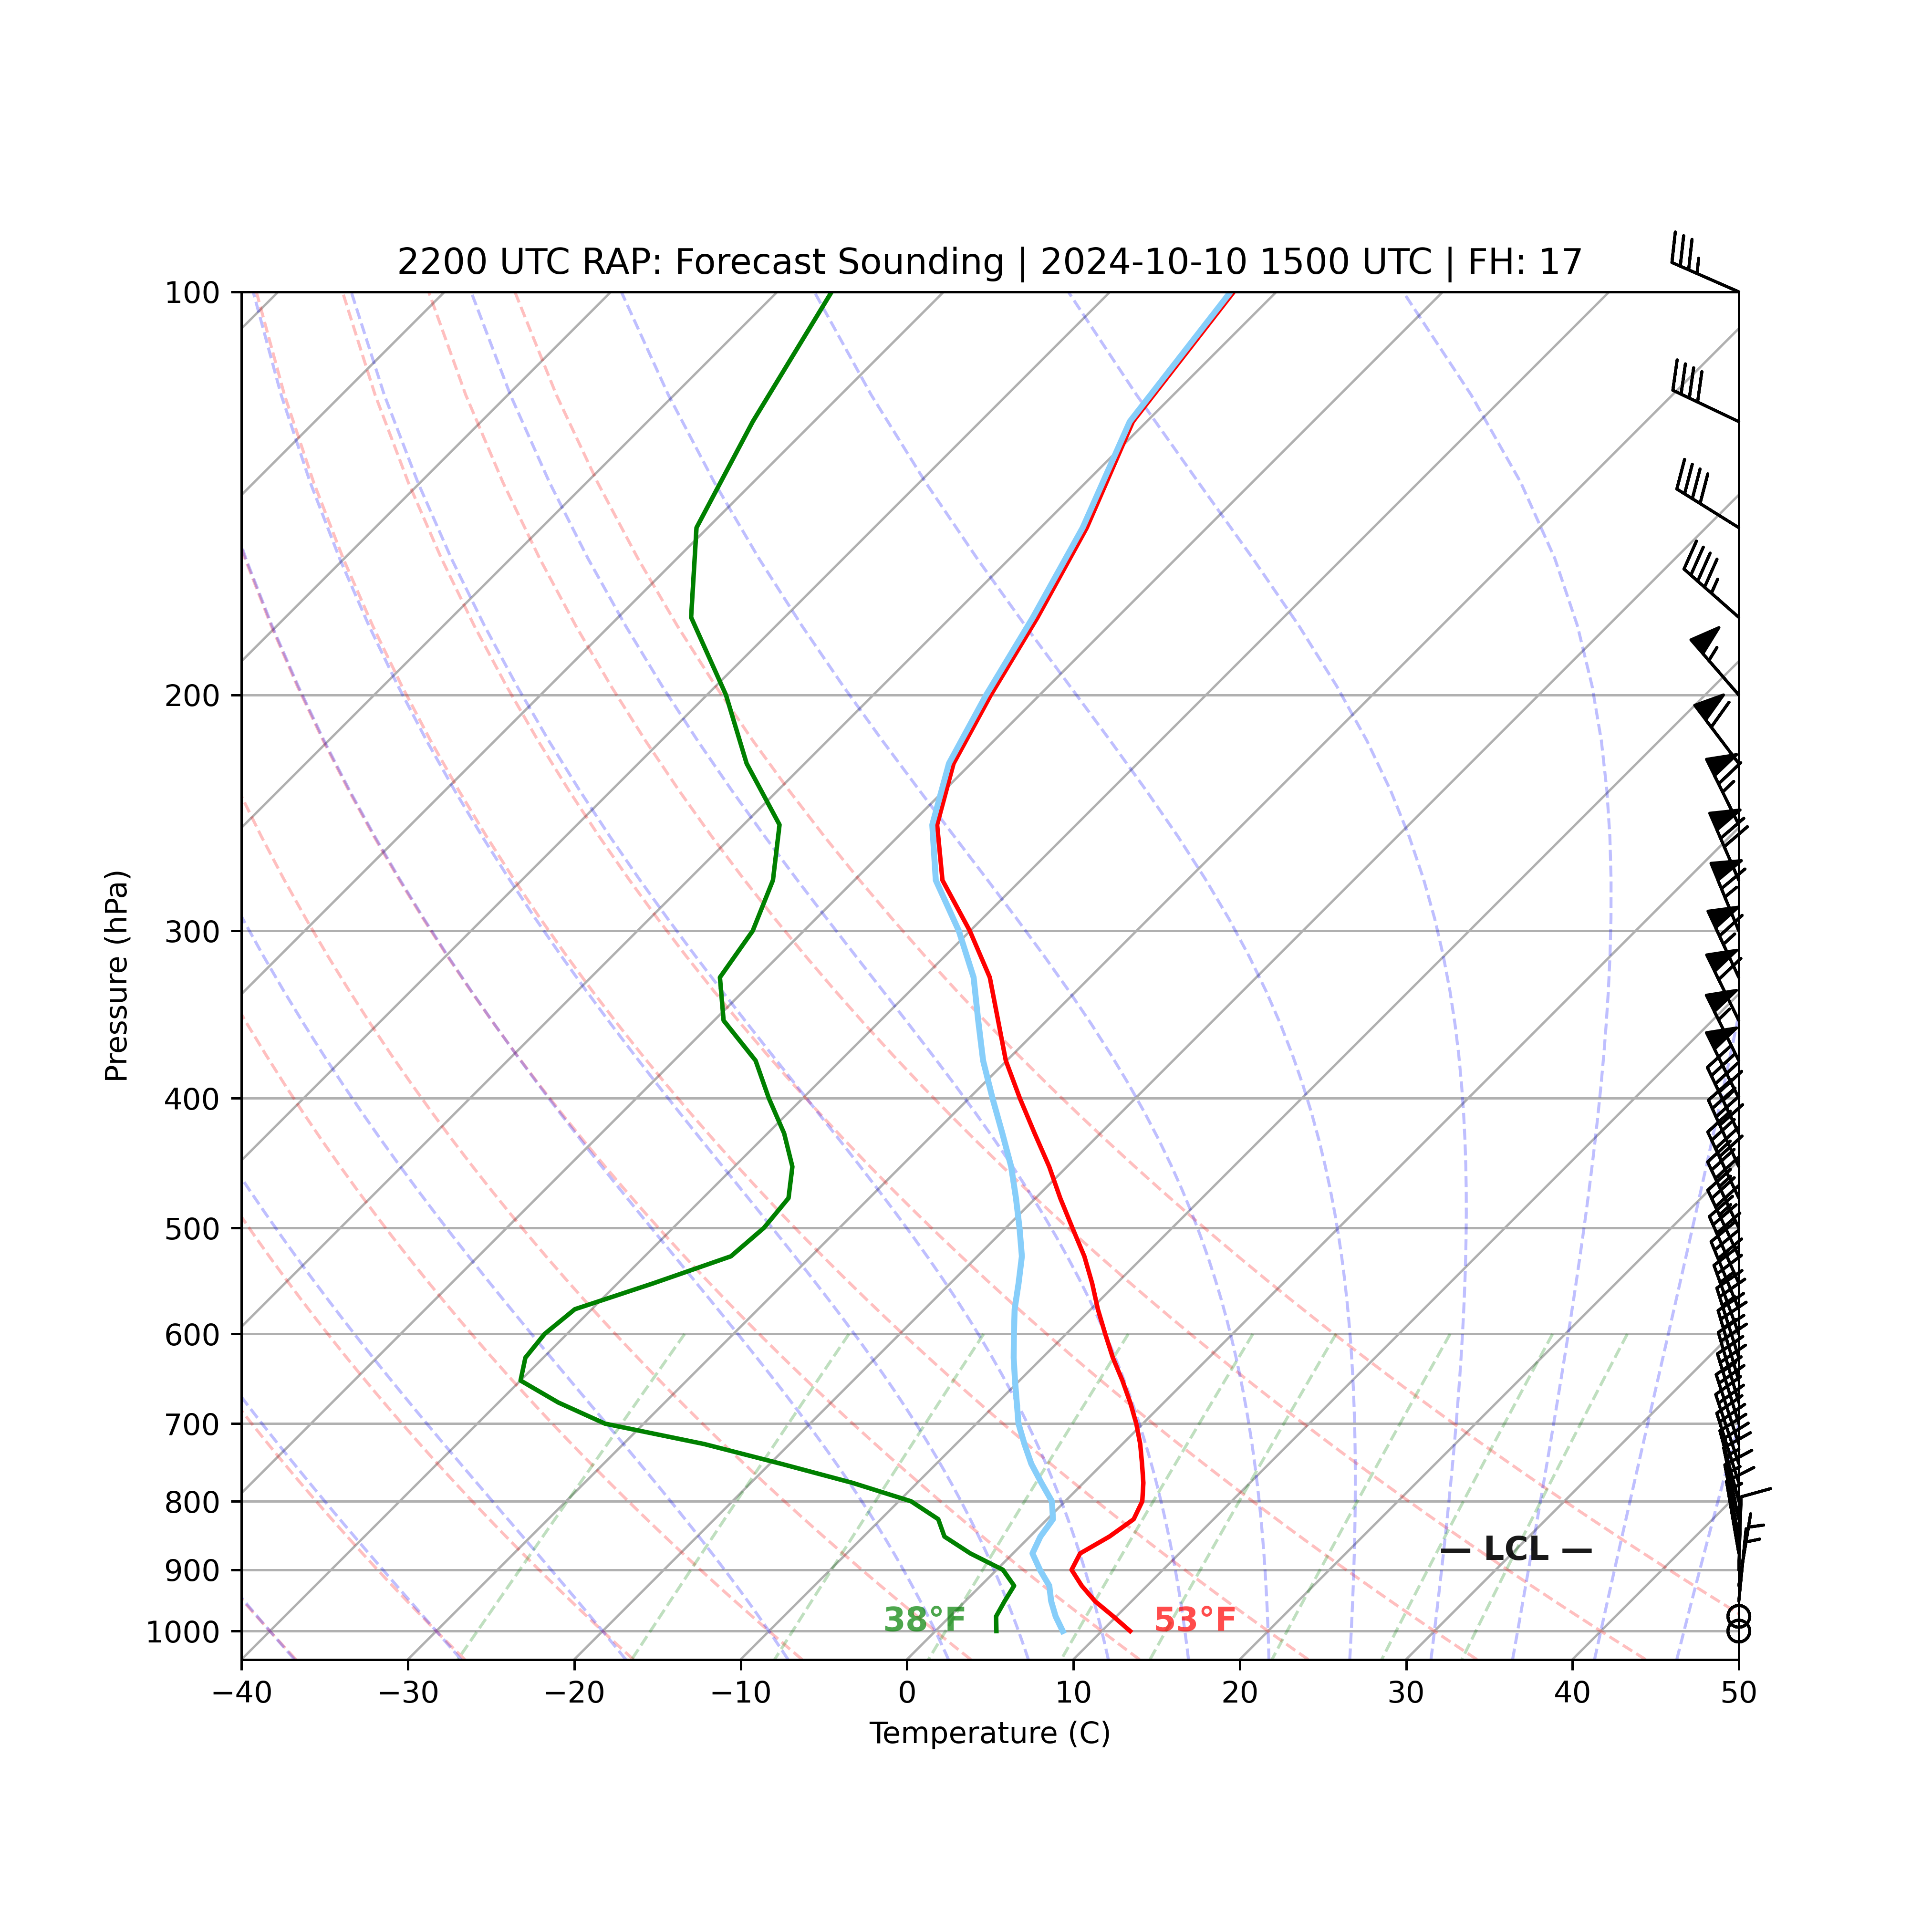 2200 UTC RAP: Forecast Sounding | 2024-10-10 1500 UTC | FH: 17
100
200
300
400
500
600
700
800
900
1000
Pressure (hPa)
— LCL —
38°F
53°F
−40 −30 −20 −10 0 10 20 30 40 50
Temperature (C)